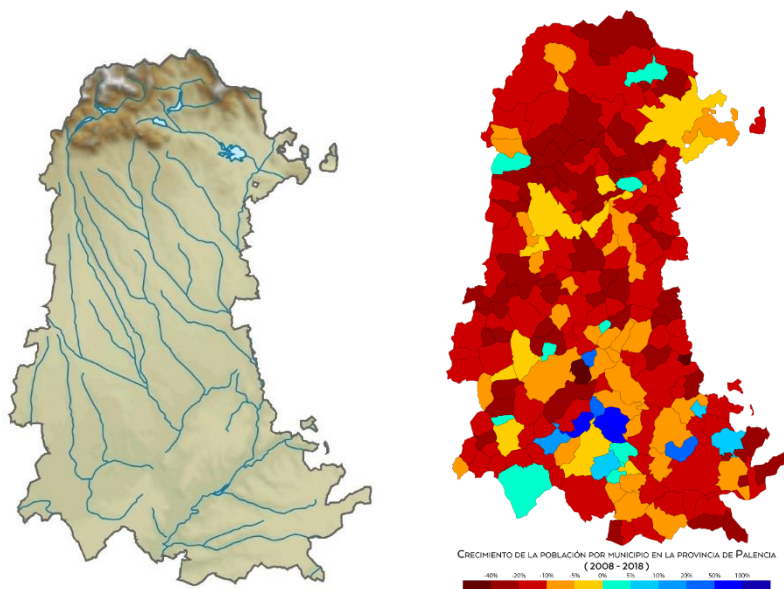 CRECIMIENTO DE LA POBLACIÓN POR MUNICIPIO EN LA PROVINCIA DE PALENCIA
( 2008 - 2018 )
-40% -20% -10% -5% 0% 5% 10% 20% 50% 100%